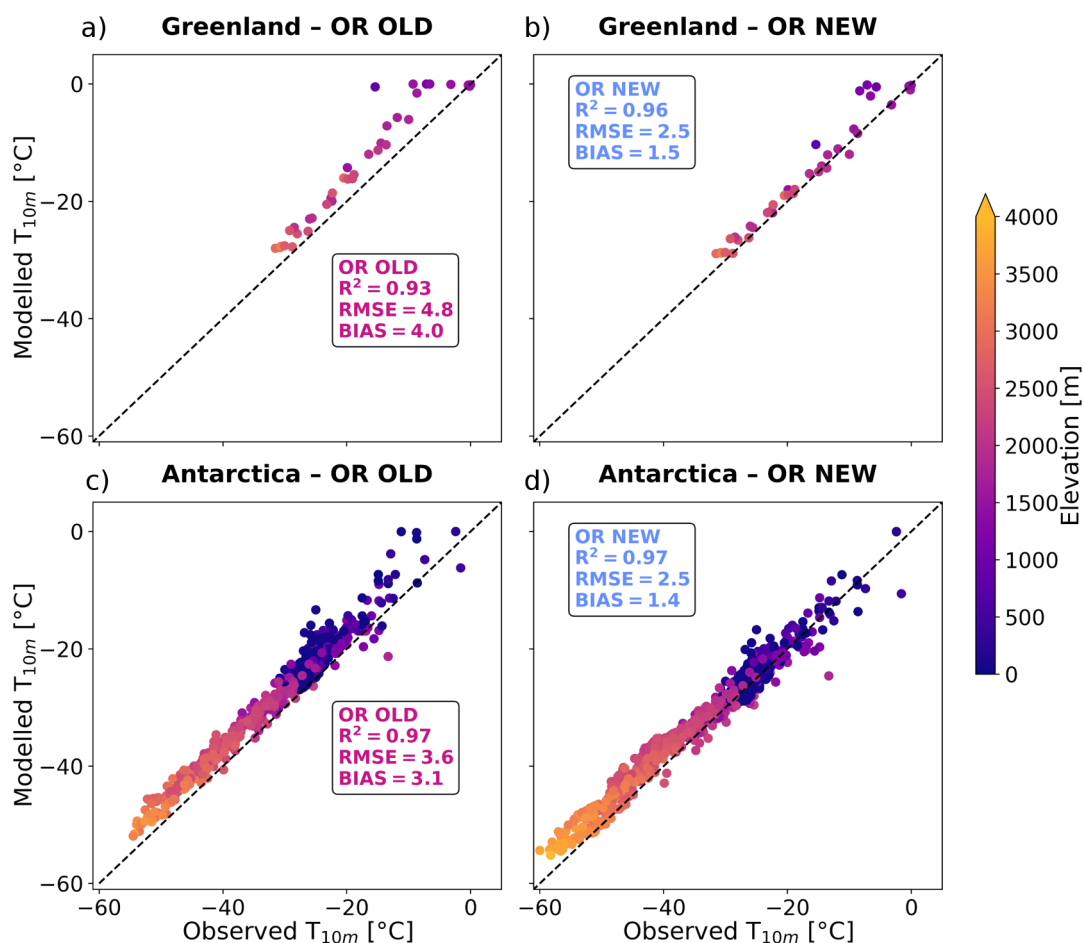 a) Greenland – OR OLD
b) Greenland – OR NEW
Modelled T10m [°C]
0
−20
−40
−60
OR OLD
R² = 0.93
RMSE = 4.8
BIAS = 4.0
OR NEW
R² = 0.96
RMSE = 2.5
BIAS = 1.5
c) Antarctica – OR OLD
d) Antarctica – OR NEW
Modelled T10m [°C]
0
−20
−40
−60
OR OLD
R² = 0.97
RMSE = 3.6
BIAS = 3.1
OR NEW
R² = 0.97
RMSE = 2.5
BIAS = 1.4
−60 −40 −20 0
Observed T10m [°C]
−60 −40 −20 0
Observed T10m [°C]
4000
3500
3000
2500
2000
1500
1000
500
0
Elevation [m]